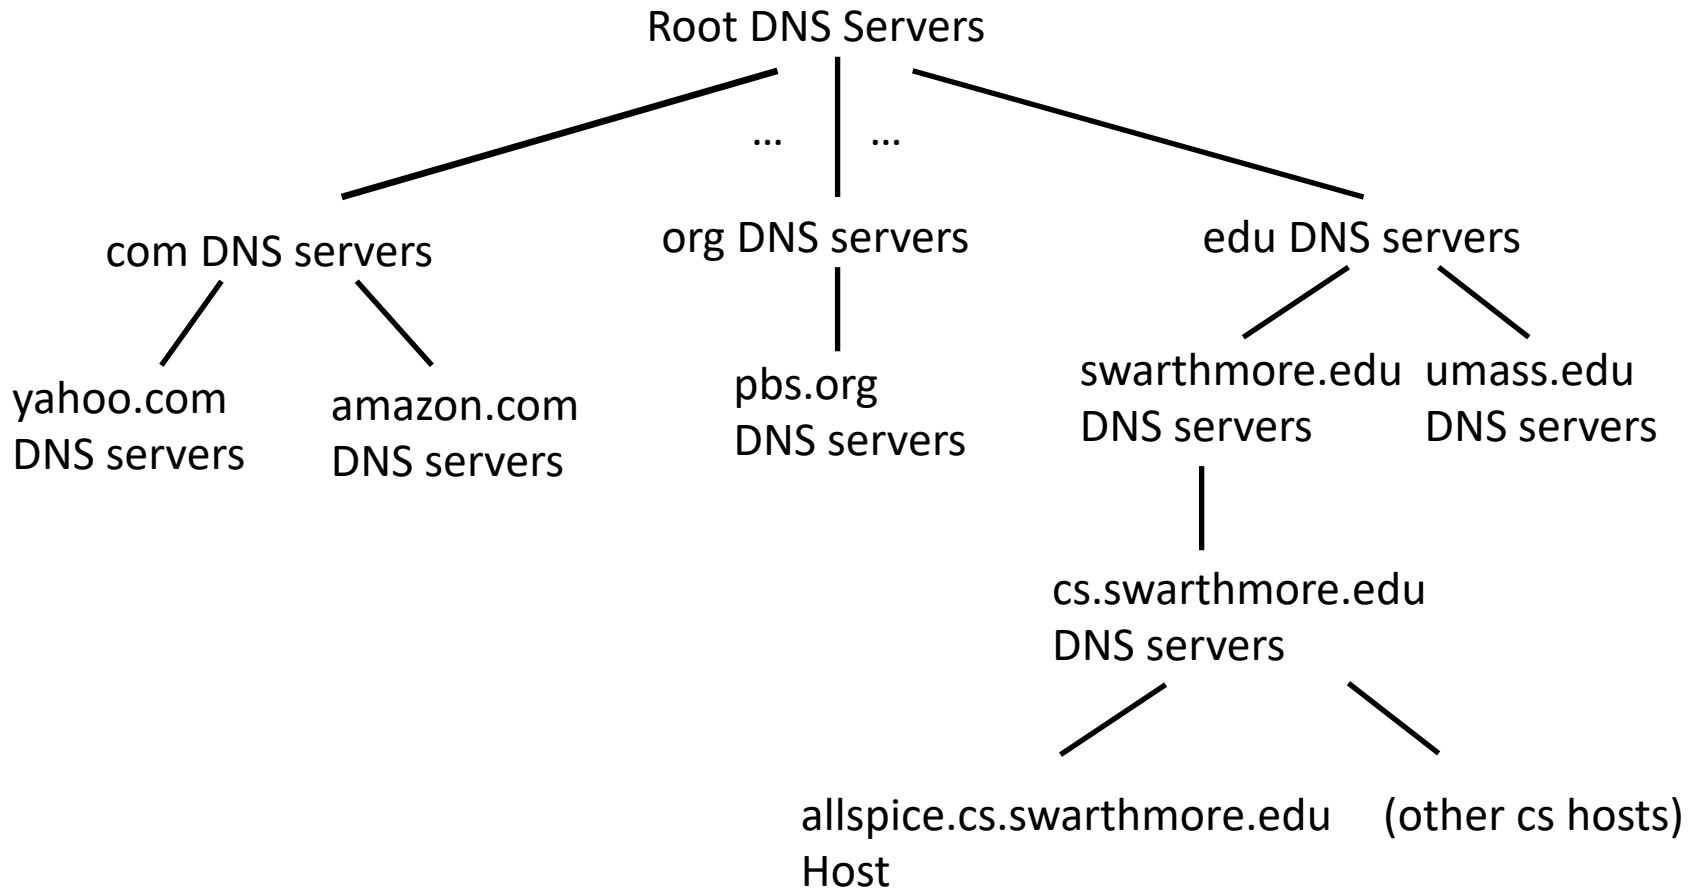 Root DNS Servers
... ...
com DNS servers
org DNS servers
edu DNS servers
yahoo.com
DNS servers
amazon.com
DNS servers
pbs.org
DNS servers
swarthmore.edu
DNS servers
umass.edu
DNS servers
cs.swarthmore.edu
DNS servers
allspice.cs.swarthmore.edu
Host
(other cs hosts)